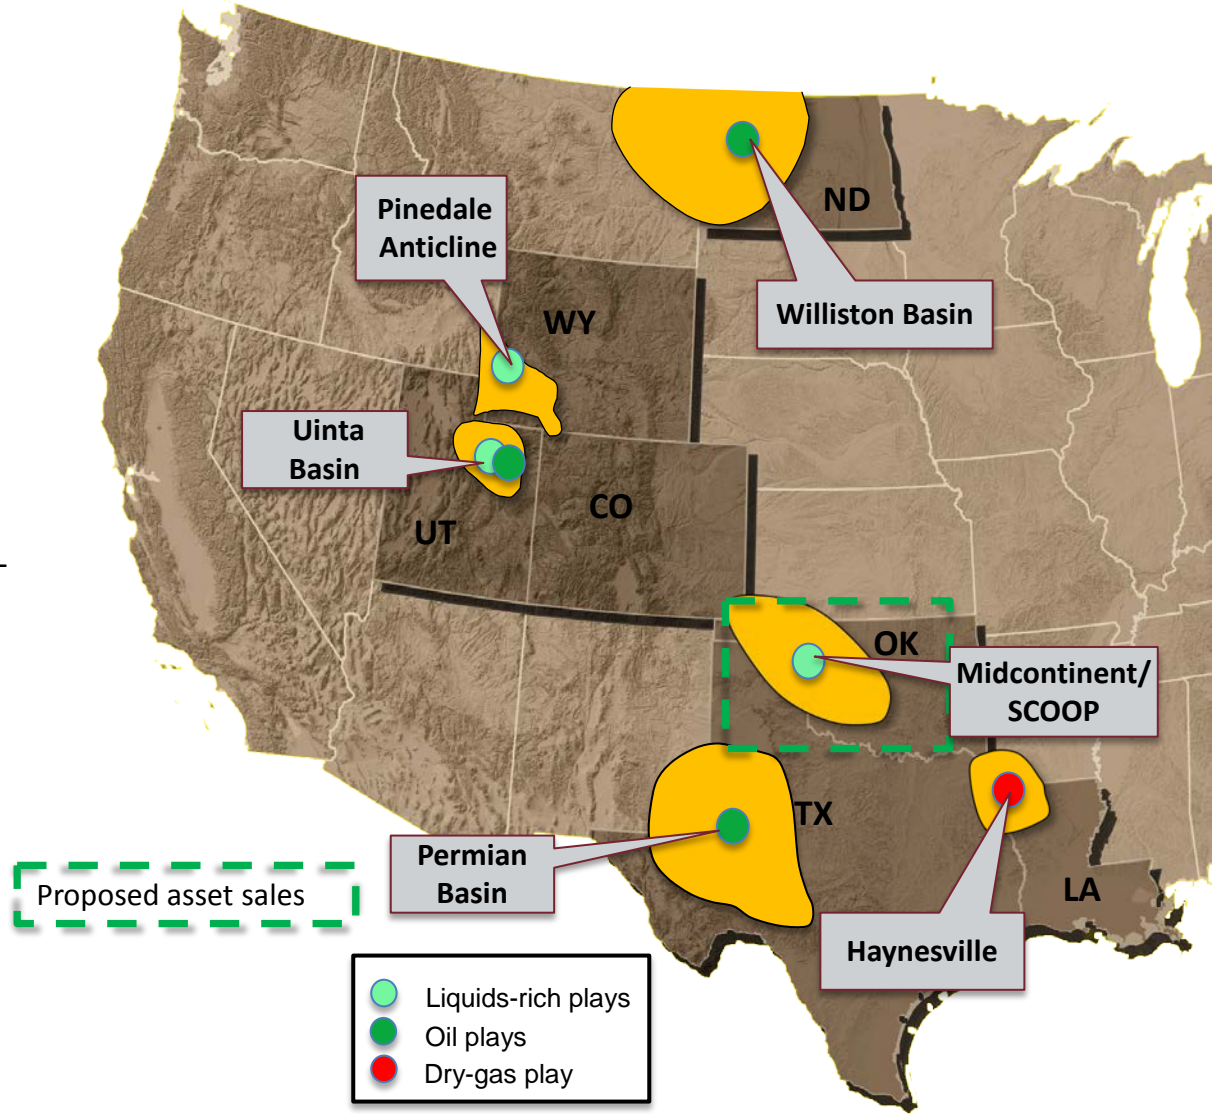 Pinedale
Anticline
ND
Williston Basin
WY
Uinta
Basin
UT
CO
OK
Midcontinent/
SCOOP
TX
Permian
Basin
LA
Haynesville
Proposed asset sales
Liquids-rich plays
Oil plays
Dry-gas play